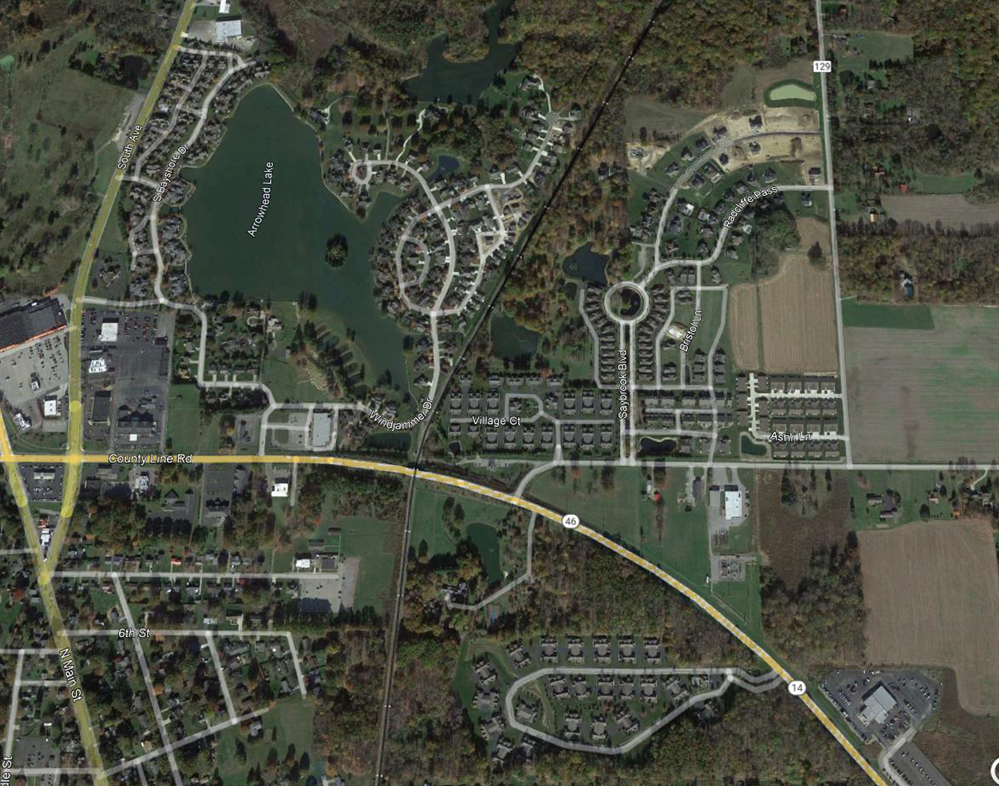 129
South Ave
S Bayshore Dr
Arrowhead Lake
Radcliffe Pass
Bristol Ln
Saybrook Blvd
Windjammer Dr
Village Ct
Ashli Ln
County Line Rd
46
6th St
N Main St
14